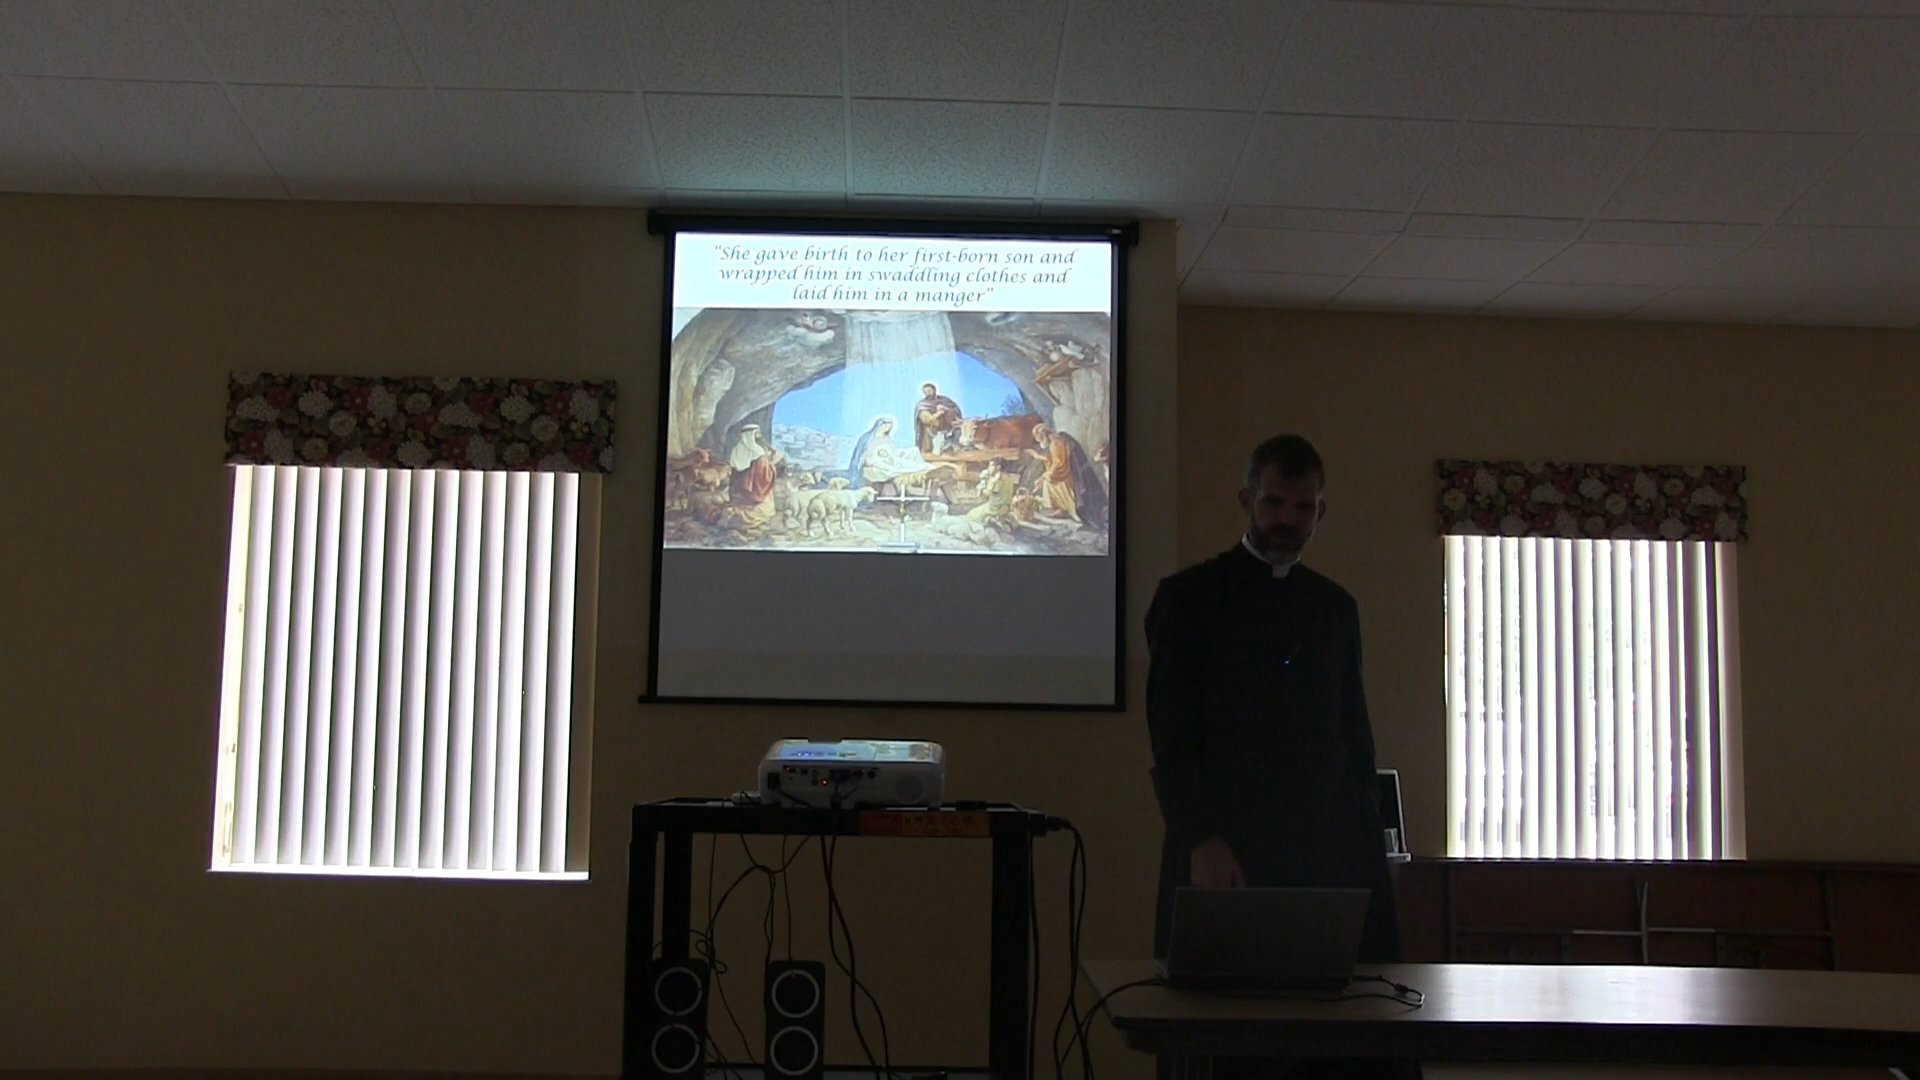 "She gave birth to her first-born son and
wrapped him in swaddling clothes and
laid him in a manger"